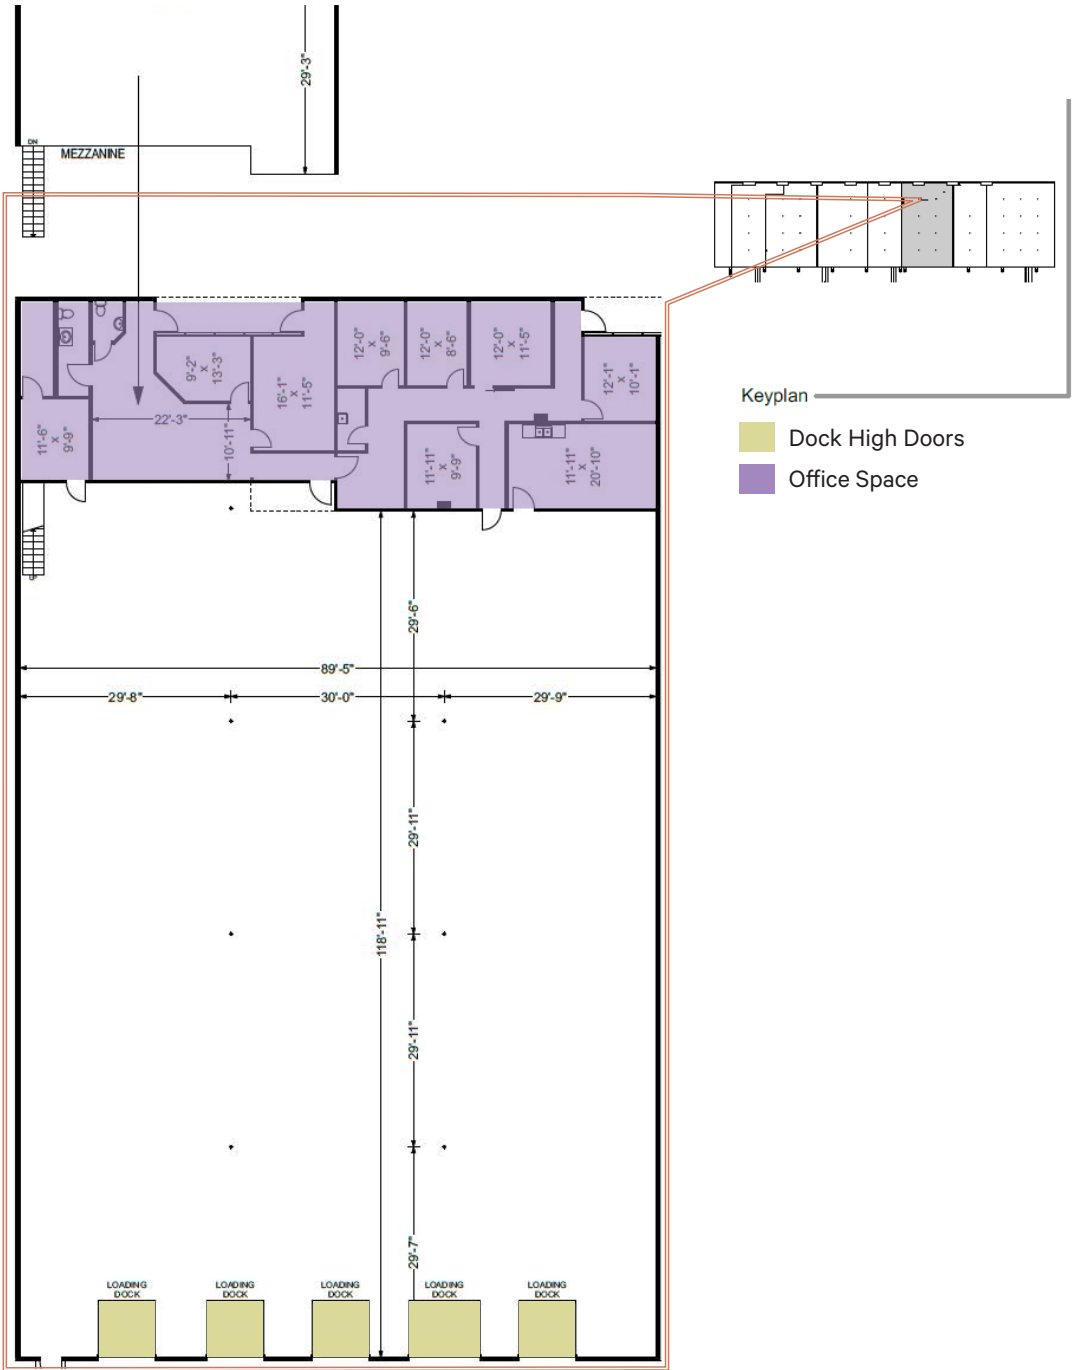 29'-3"
DN
MEZZANINE
12'-0"
X
9'-6"
12'-0"
X
8'-6"
12'-0"
X
11'-5"
9'-2"
X
13'-3"
16'-1"
X
11'-5"
12'-1"
X
10'-1"
22'-3"
10'-11"
11'-6"
X
9'-9"
11'-11"
X
9'-9"
11'-11"
X
20'-10"
Keyplan
Dock High Doors
Office Space
UP
29'-6"
89'-5"
29'-8"
30'-0"
29'-9"
29'-11"
118'-11"
29'-11"
29'-7"
LOADING
DOCK
LOADING
DOCK
LOADING
DOCK
LOADING
DOCK
LOADING
DOCK